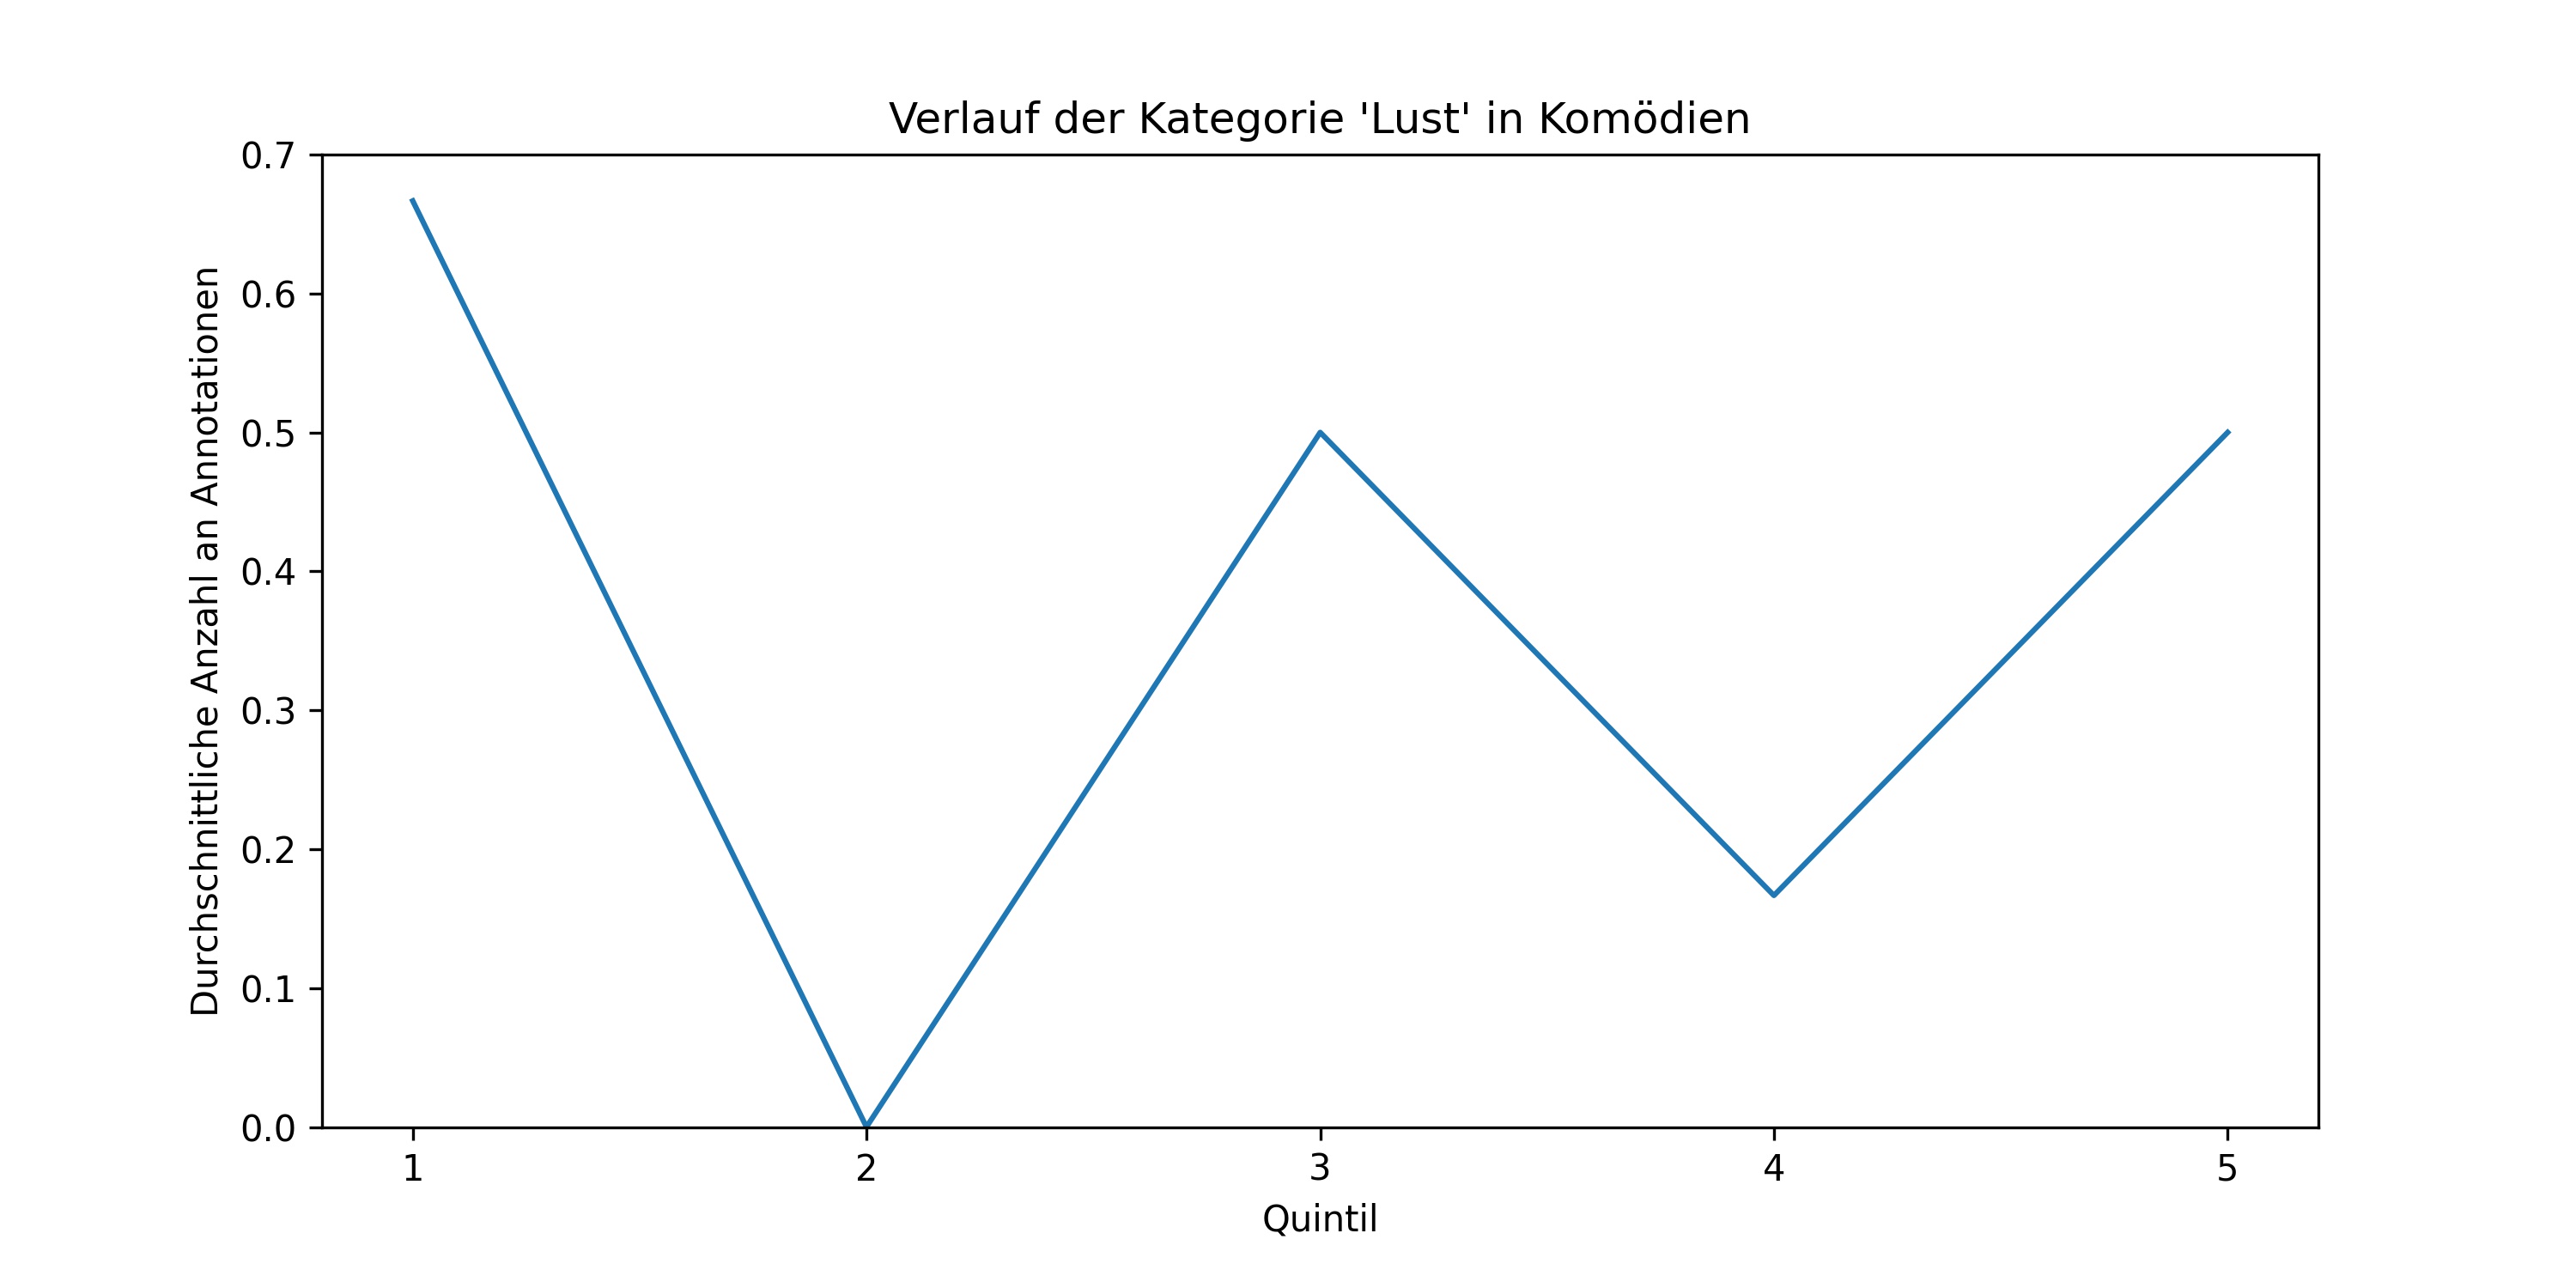 Verlauf der Kategorie 'Lust' in Komödien
Durchschnittliche Anzahl an Annotationen
0.7
0.6
0.5
0.4
0.3
0.2
0.1
0.0
1 2 3 4 5
Quintil